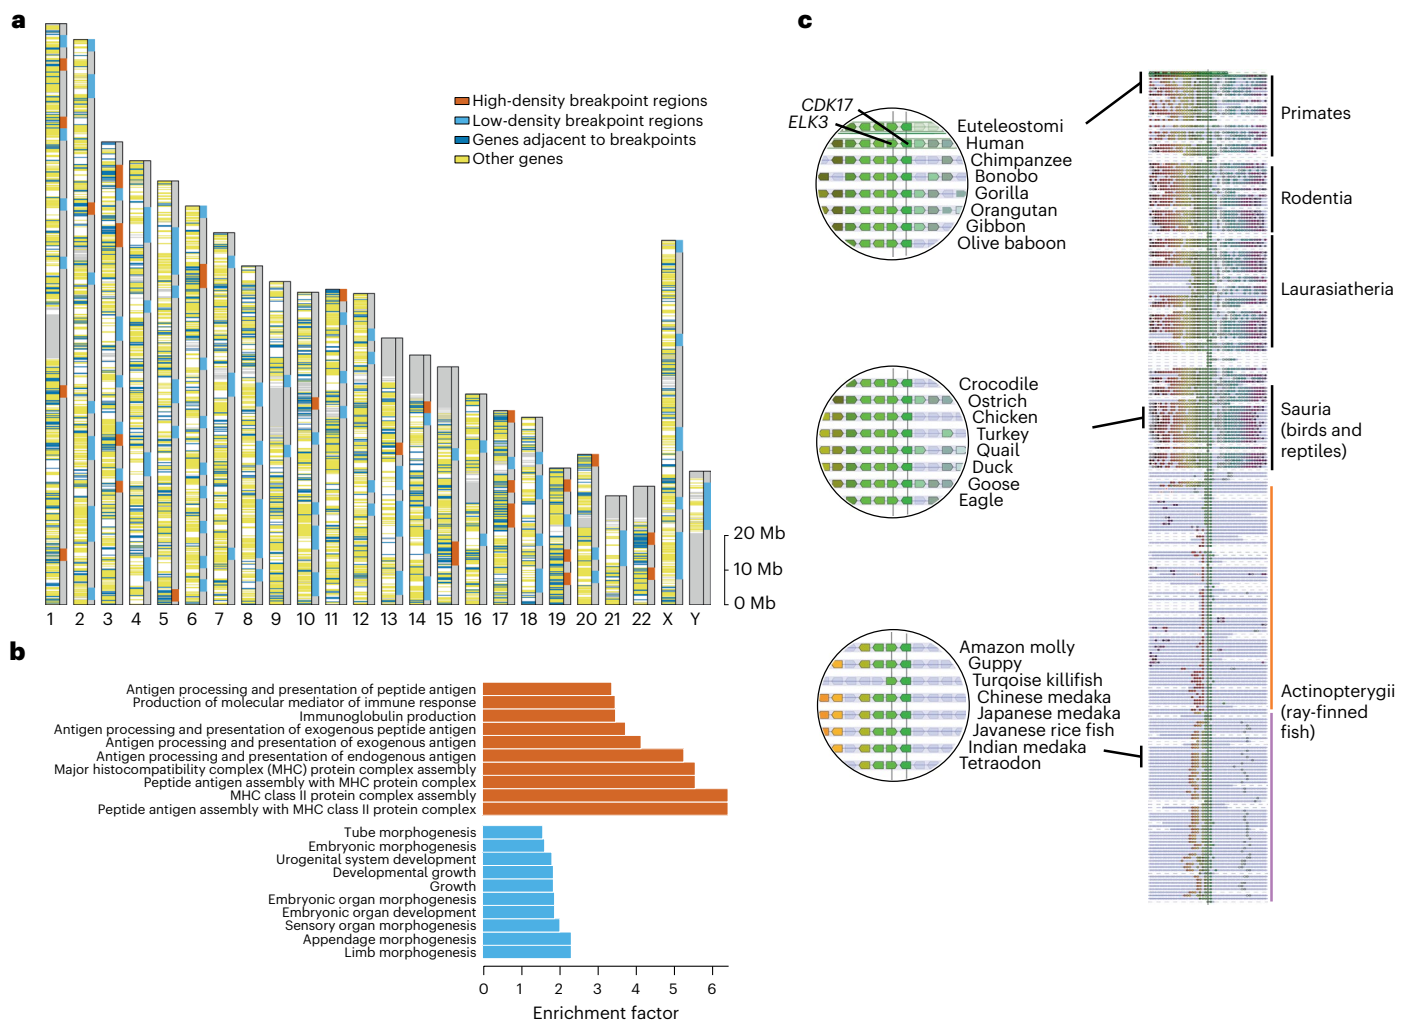 a
High-density breakpoint regions
Low-density breakpoint regions
Genes adjacent to breakpoints
Other genes
20 Mb
10 Mb
0 Mb
1 2 3 4 5 6 7 8 9 10 11 12 13 14 15 16 17 18 19 20 21 22 X Y
b
Antigen processing and presentation of peptide antigen
Production of molecular mediator of immune response
Immunoglobulin production
Antigen processing and presentation of exogenous peptide antigen
Antigen processing and presentation of exogenous antigen
Antigen processing and presentation of endogenous antigen
Major histocompatibility complex (MHC) protein complex assembly
Peptide antigen assembly with MHC protein complex
MHC class II protein complex assembly
Peptide antigen assembly with MHC class II protein complex
Tube morphogenesis
Embryonic morphogenesis
Urogenital system development
Developmental growth
Growth
Embryonic organ morphogenesis
Embryonic organ development
Sensory organ morphogenesis
Appendage morphogenesis
Limb morphogenesis
0 1 2 3 4 5 6
Enrichment factor
c
CDK17
ELK3
Euteleostomi
Human
Chimpanzee
Bonobo
Gorilla
Orangutan
Gibbon
Olive baboon
Crocodile
Ostrich
Chicken
Turkey
Quail
Duck
Goose
Eagle
Amazon molly
Guppy
Turqoise killifish
Chinese medaka
Japanese medaka
Javanese rice fish
Indian medaka
Tetraodon
Primates
Rodentia
Laurasiatheria
Sauria
(birds and
reptiles)
Actinopterygii
(ray-finned
fish)